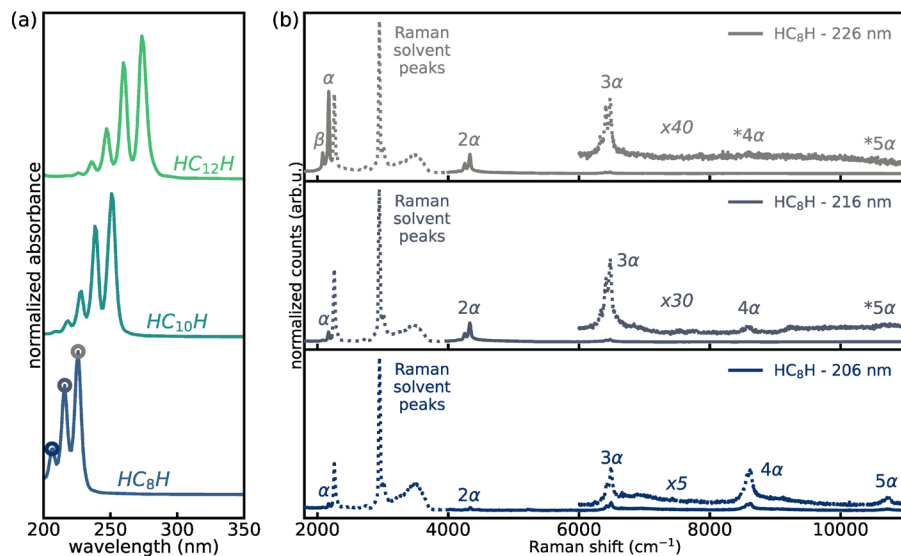 (a)
normalized absorbance
HC₁₂H
HC₁₀H
HC₈H
200 250 300 350
wavelength (nm)
(b)
normalized counts (arb.u.)
HC₈H - 226 nm
Raman
solvent
peaks
β
α
2α
3α
x40
*4α
*5α
HC₈H - 216 nm
Raman
solvent
peaks
α
2α
3α
x30
4α
*5α
HC₈H - 206 nm
Raman
solvent
peaks
α
2α
3α
x5
4α
5α
2000 4000 6000 8000 10000
Raman shift (cm⁻¹)